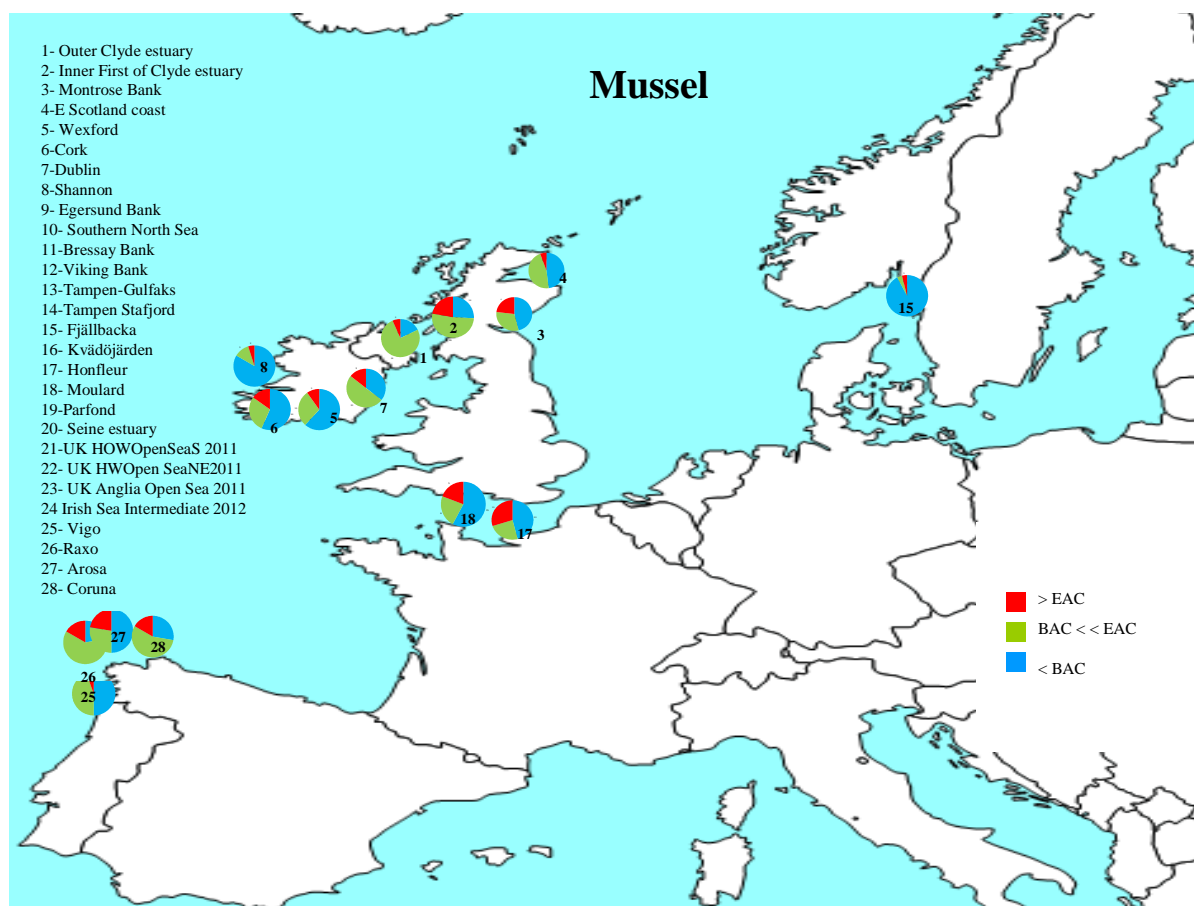 1- Outer Clyde estuary
2- Inner First of Clyde estuary
3- Montrose Bank
4-E Scotland coast
5- Wexford
6-Cork
7-Dublin
8-Shannon
9- Egersund Bank
10- Southern North Sea
11-Bressay Bank
12-Viking Bank
13-Tampen-Gulfaks
14- Tampen Stafjord
15- Fjällbacka
16- Kvädöjärden
17- Honfleur
18- Moulard
19-Parfond
20- Seine estuary
21-UK HOWOpenSeaS 2011
22- UK HWOpen SeaNE2011
23- UK Anglia Open Sea 2011
24 Irish Sea Intermediate 2012
25- Vigo
26-Raxo
27- Arosa
28- Coruna
Mussel
4
15
2
3
1
8
7
6
5
18
17
27
28
26
25
> EAC
BAC << EAC
< BAC